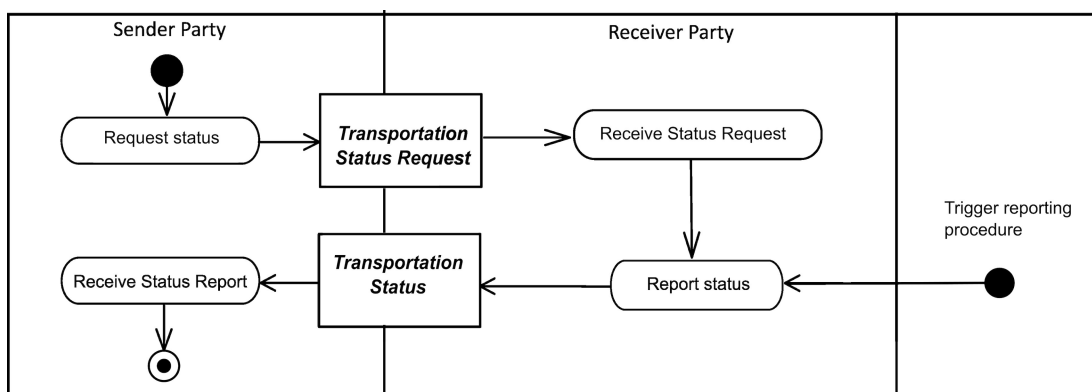 Sender Party
Receiver Party
Request status
Transportation
Status Request
Receive Status Request
Trigger reporting
procedure
Receive Status Report
Transportation
Status
Report status